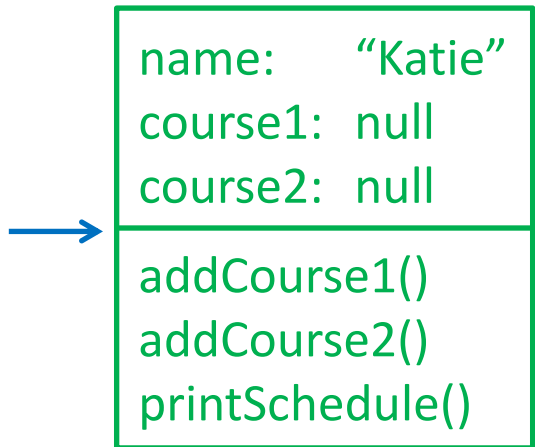 name: “Katie”
course1: null
course2: null
addCourse1()
addCourse2()
printSchedule()